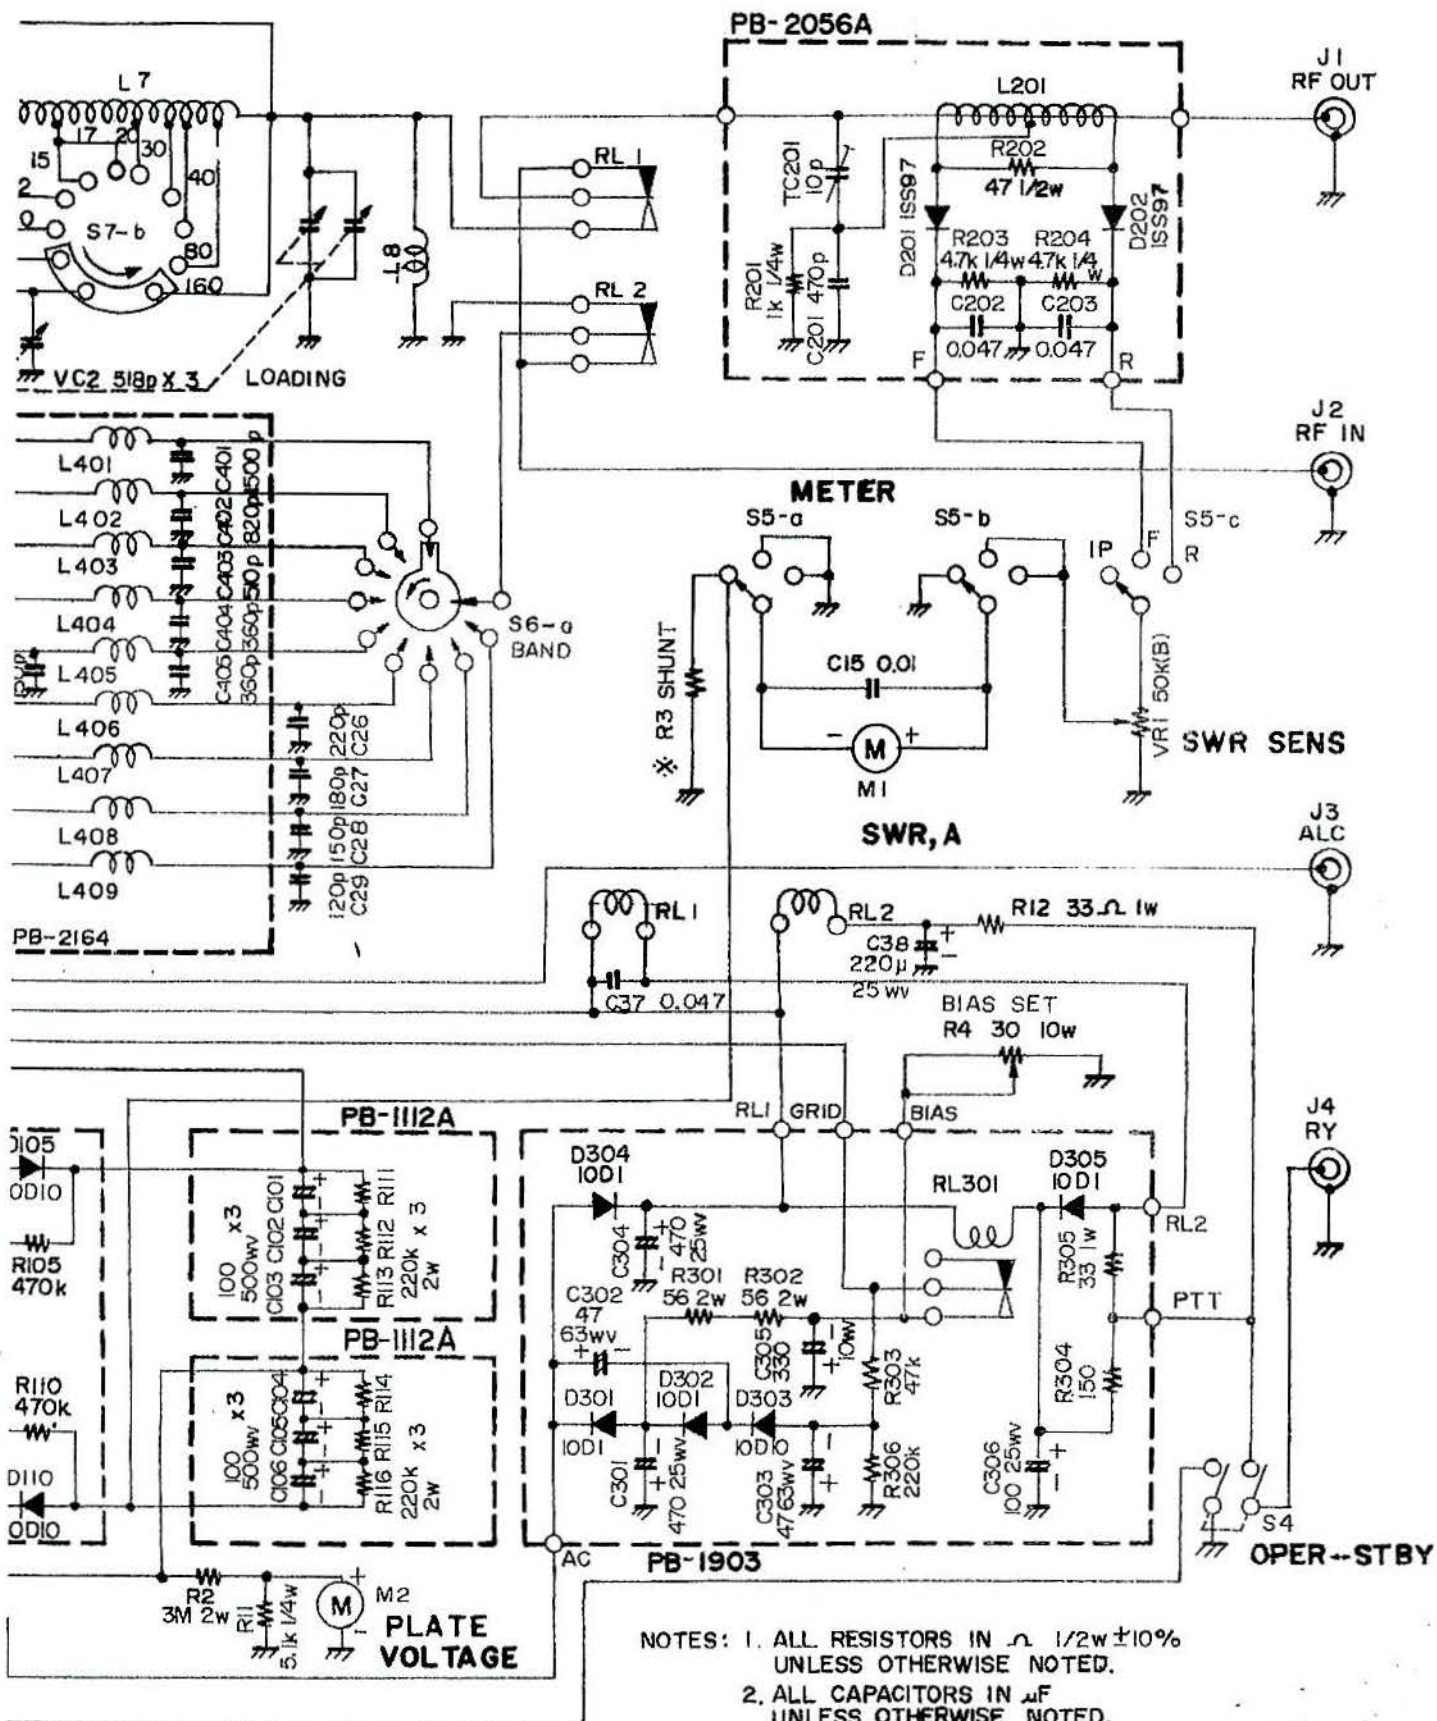 PB-2056A
L7
L201
J1
RF OUT
17
20
30
15
40
2
0
S7-b
80
160
L8
RL 1
RL 2
TC201
10p
R202
47 1/2w
D201 1SS97
D202
1SS97
R203
4.7k 1/4w
R204
4.7k 1/4
w
R201
1k 1/4w
C201 470p
C202
0.047
C203
0.047
F
R
VC2 518p X 3
LOADING
J2
RF IN
L401
L402
L403
L404
L405
L406
L407
L408
L409
C401
1500p
C402
820p
C403
510p
C404
360p
C405
360p
220p
C26
180p
C27
150p
C28
120p
C29
PB-2164
S6-a
BAND
METER
S5-a
S5-b
S5-c
IP
F
R
※ R3 SHUNT
C15 0.01
- M +
M1
VR1 50K(B)
SWR SENS
SWR, A
J3
ALC
RL1
RL2
R12 33Ω 1w
C38
220μ
25wv
+
-
C37 0.047
BIAS SET
R4 30 10w
RL1
GRID
BIAS
J4
RY
PB-1112A
D105
10D10
R105
470k
100
500wv
x3
C103 C102 C101
R113 R112 R111
220k
2w
x 3
PB-1112A
R110
470k
D110
10D10
100
500wv
x3
C106 C105 C104
R116 R115 R114
220k
2w
x3
D304
10D1
C304
470
25wv
RL301
D305
10D1
RL2
R305
33 1w
C302
47
63wv
R301
56 2w
R302
56 2w
C305
330
10wv
R303
47k
PTT
R304
150
D301
10D1
D302
10D1
D303
10D10
C301
470 25wv
C303
47 63wv
R306
220k
C306
100 25wv
AC
PB-1903
S4
OPER↔STBY
R2
3M 2w
R11
5.1k 1/4w
M
+
-
M2
PLATE
VOLTAGE
NOTES: 1. ALL RESISTORS IN Ω 1/2w ±10%
UNLESS OTHERWISE NOTED.
2. ALL CAPACITORS IN μF
UNLESS OTHERWISE NOTED.